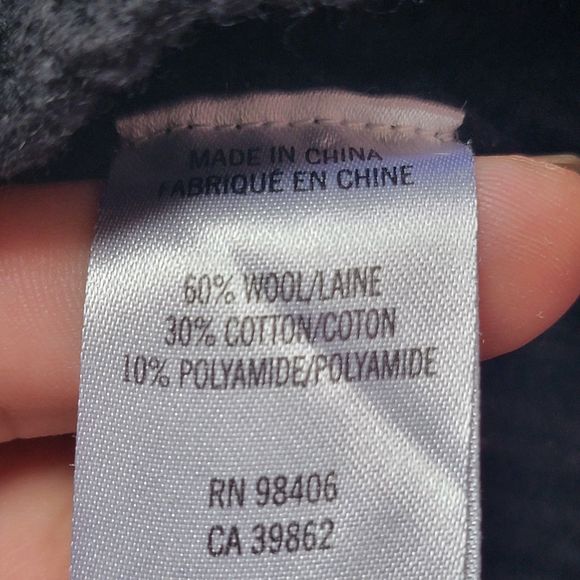 MADE IN CHINA
FABRIQUÉ EN CHINE
60% WOOL/LAINE
30% COTTON/COTON
10% POLYAMIDE/POLYAMIDE
RN 98406
CA 39862